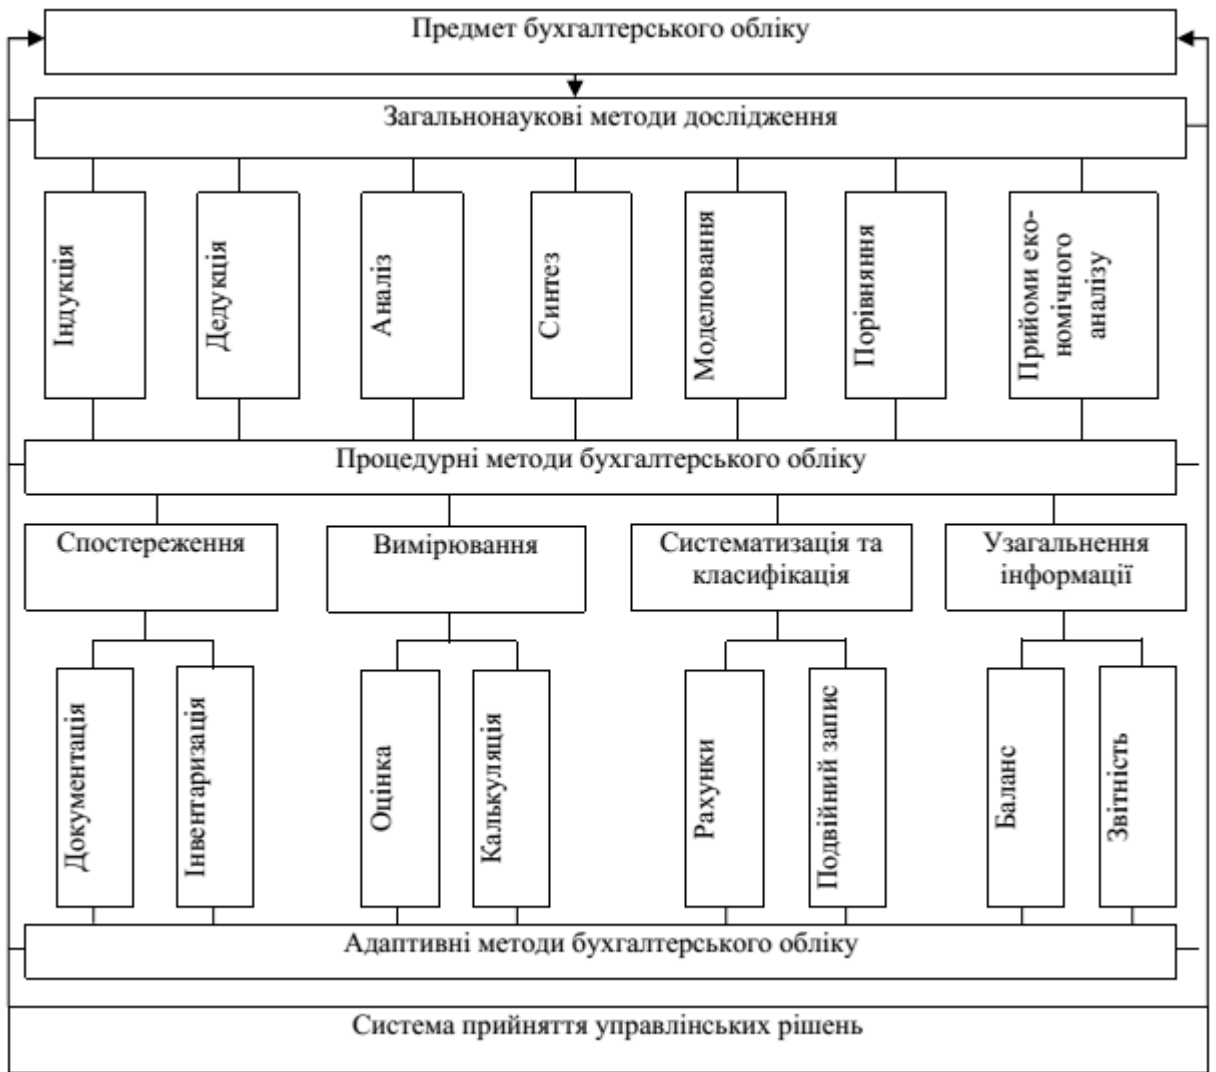 Предмет бухгалтерського обліку
Загальнонаукові методи дослідження
Індукція
Дедукція
Аналіз
Синтез
Моделювання
Порівняння
Прийоми еко-
номічного
аналізу
Процедурні методи бухгалтерського обліку
Спостереження
Вимірювання
Систематизація та
класифікація
Узагальнення
інформації
Документація
Інвентаризація
Оцінка
Калькуляція
Рахунки
Подвійний запис
Баланс
Звітність
Адаптивні методи бухгалтерського обліку
Система прийняття управлінських рішень